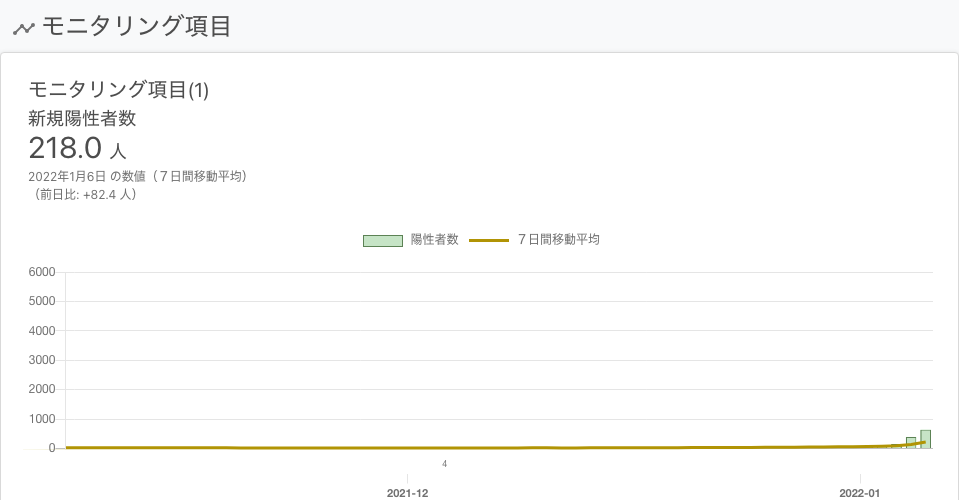 モニタリング項目
モニタリング項目(1)
新規陽性者数
218.0 人
2022年1月6日 の数値（７日間移動平均）
（前日比: +82.4 人）
陽性者数 ７日間移動平均
6000
5000
4000
3000
2000
1000
0
4
2021-12 2022-01